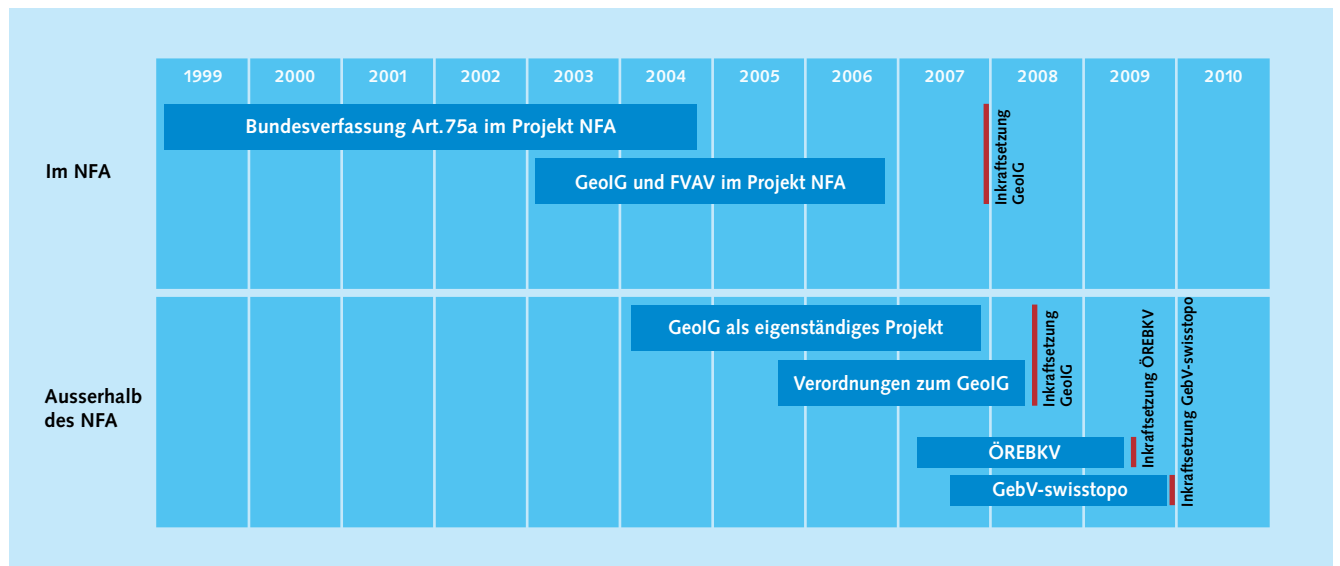 1999 2000 2001 2002 2003 2004 2005 2006 2007 2008 2009 2010
Im NFA
Bundesverfassung Art.75a im Projekt NFA
GeoIG und FVAV im Projekt NFA
Inkraftsetzung
GeoIG
Ausserhalb
des NFA
GeoIG als eigenständiges Projekt
Verordnungen zum GeoIG
Inkraftsetzung
GeoIG
ÖREBKV
Inkraftsetzung ÖREBKV
GebV-swisstopo
Inkraftsetzung GebV-swisstopo